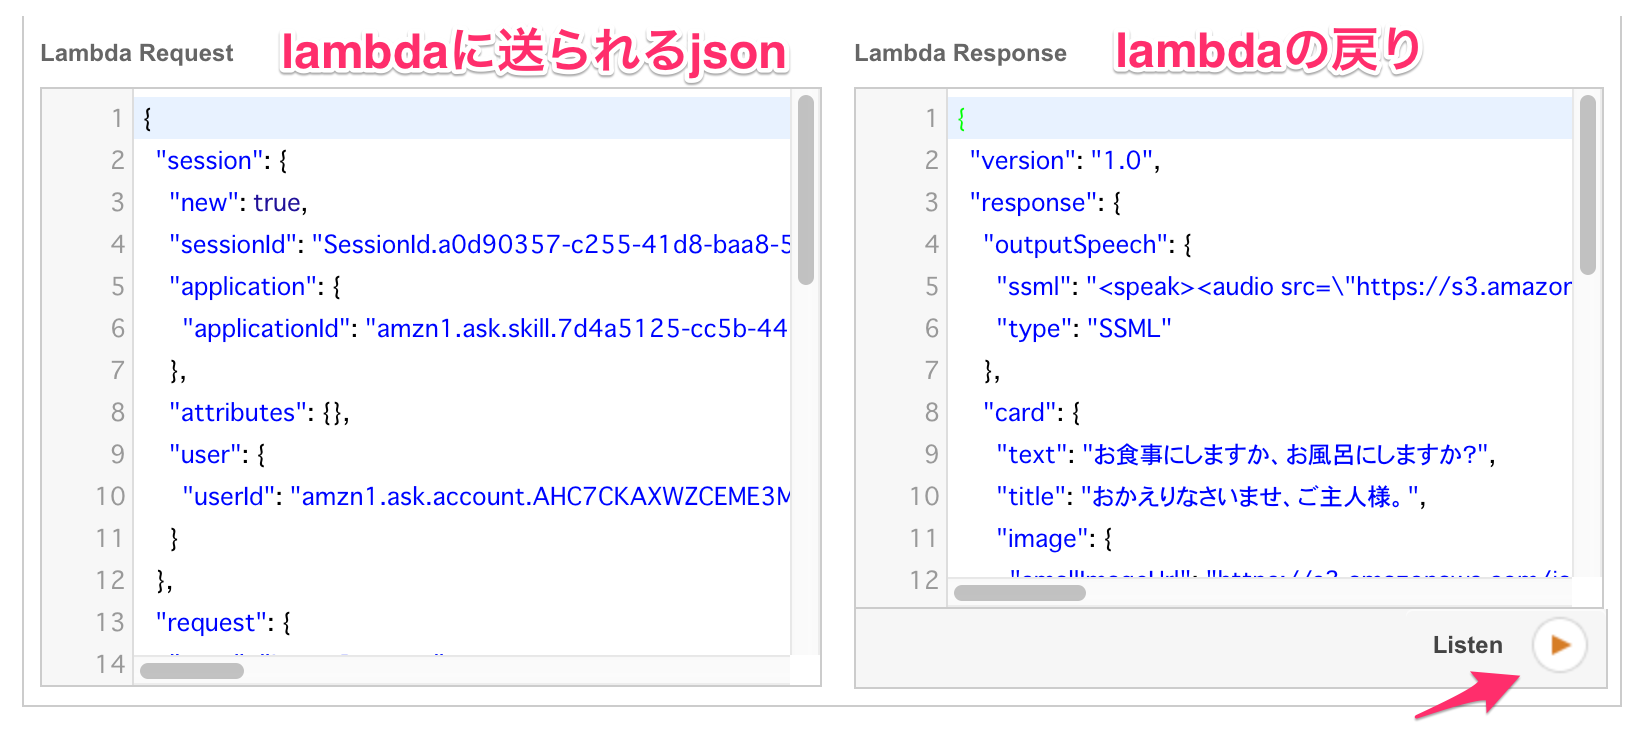 Lambda Request
lambdaに送られるjson
1 {
2 "session": {
3 "new": true,
4 "sessionId": "SessionId.a0d90357-c255-41d8-baa8-5
5 "application": {
6 "applicationId": "amzn1.ask.skill.7d4a5125-cc5b-44
7 },
8 "attributes": {},
9 "user": {
10 "userId": "amzn1.ask.account.AHC7CKAXWZCEME3M
11 }
12 },
13 "request": {
14
Lambda Response
lambdaの戻り
1 {
2 "version": "1.0",
3 "response": {
4 "outputSpeech": {
5 "ssml": "<speak><audio src=\"https://s3.amazon
6 "type": "SSML"
7 },
8 "card": {
9 "text": "お食事にしますか、お風呂にしますか?",
10 "title": "おかえりなさいませ、ご主人様。",
11 "image": {
12 "smallImageUrl": "https://s3.amazonaws.com/
Listen